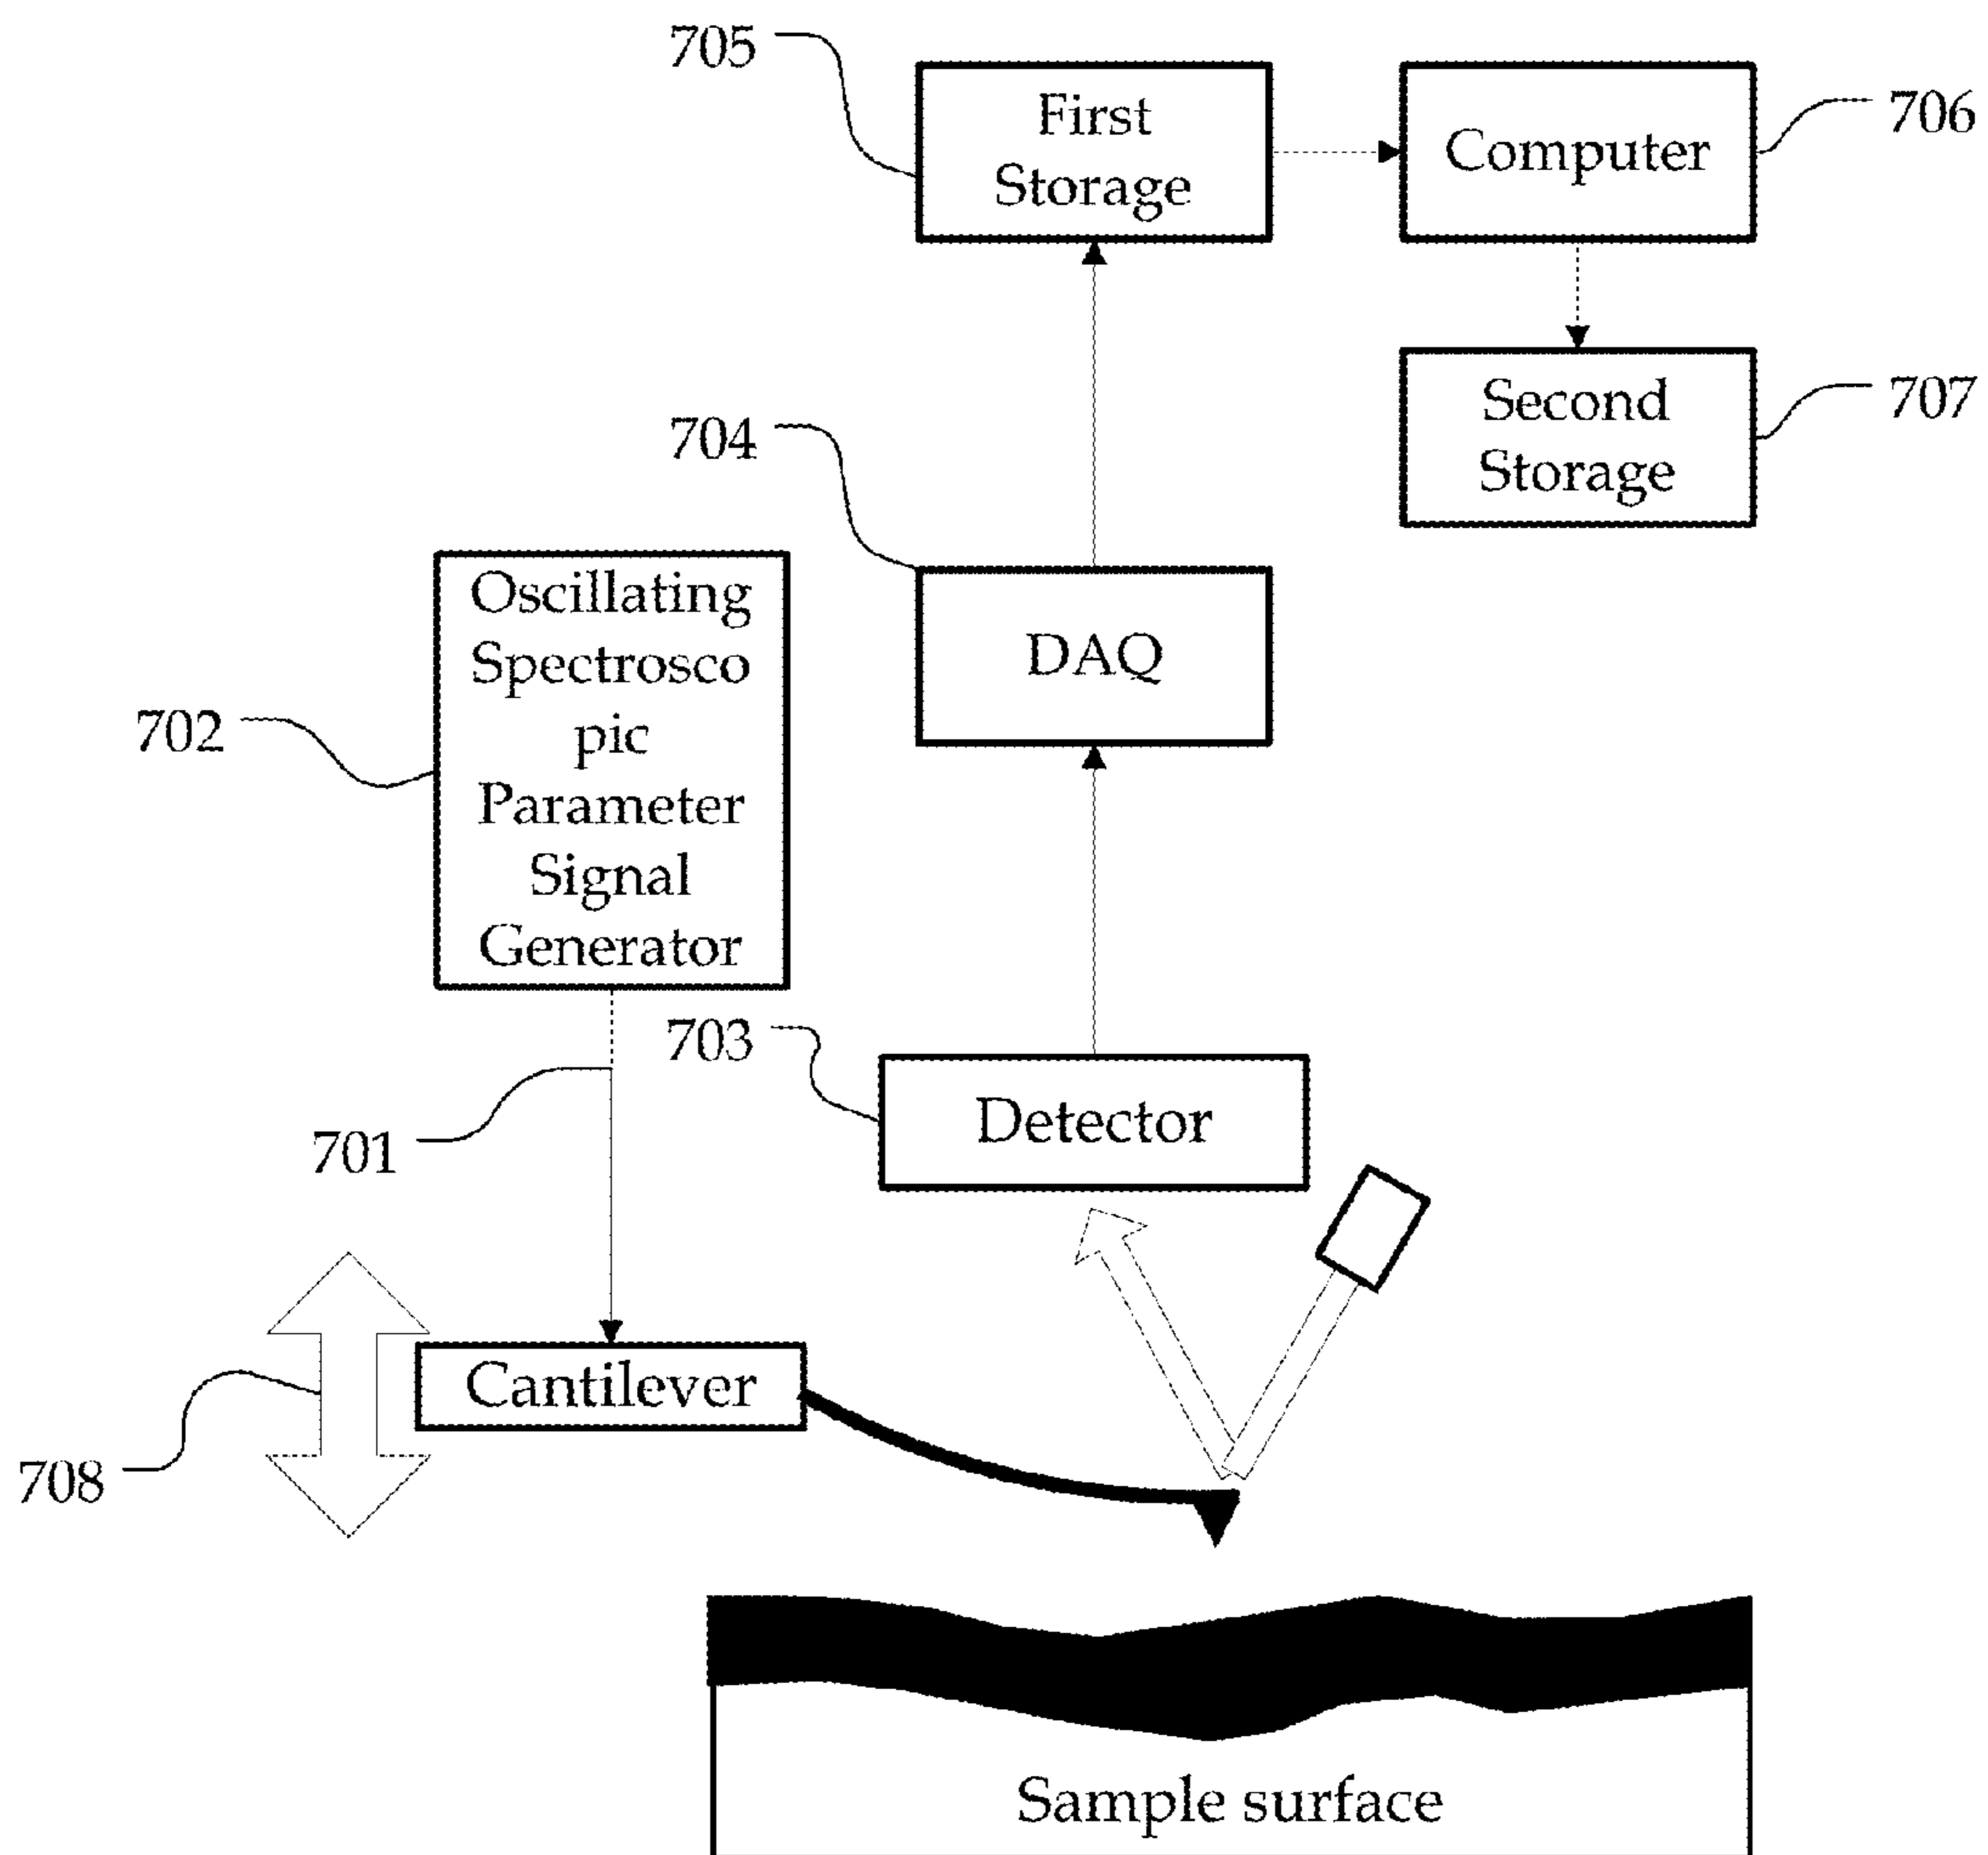 705
First
Storage
Computer
706
Second
Storage
707
704
DAQ
Oscillating
Spectrosco
pic
Parameter
Signal
Generator
702
703
Detector
701
Cantilever
708
Sample surface